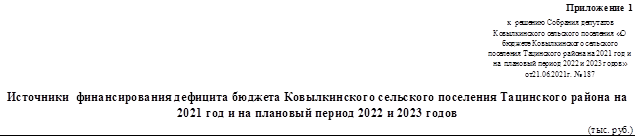 Приложение 1
к решению Собрания депутатов
Ковылкинского сельского поселения «О
бюджете Ковылкинского сельского
поселения Тацинского района на 2021 год и
на плановый период 2022 и 2023 годов»
от21.06.2021г. №187
Источники финансирования дефицита бюджета Ковылкинского сельского поселения Тацинского района на
2021 год и на плановый период 2022 и 2023 годов
(тыс. руб.)